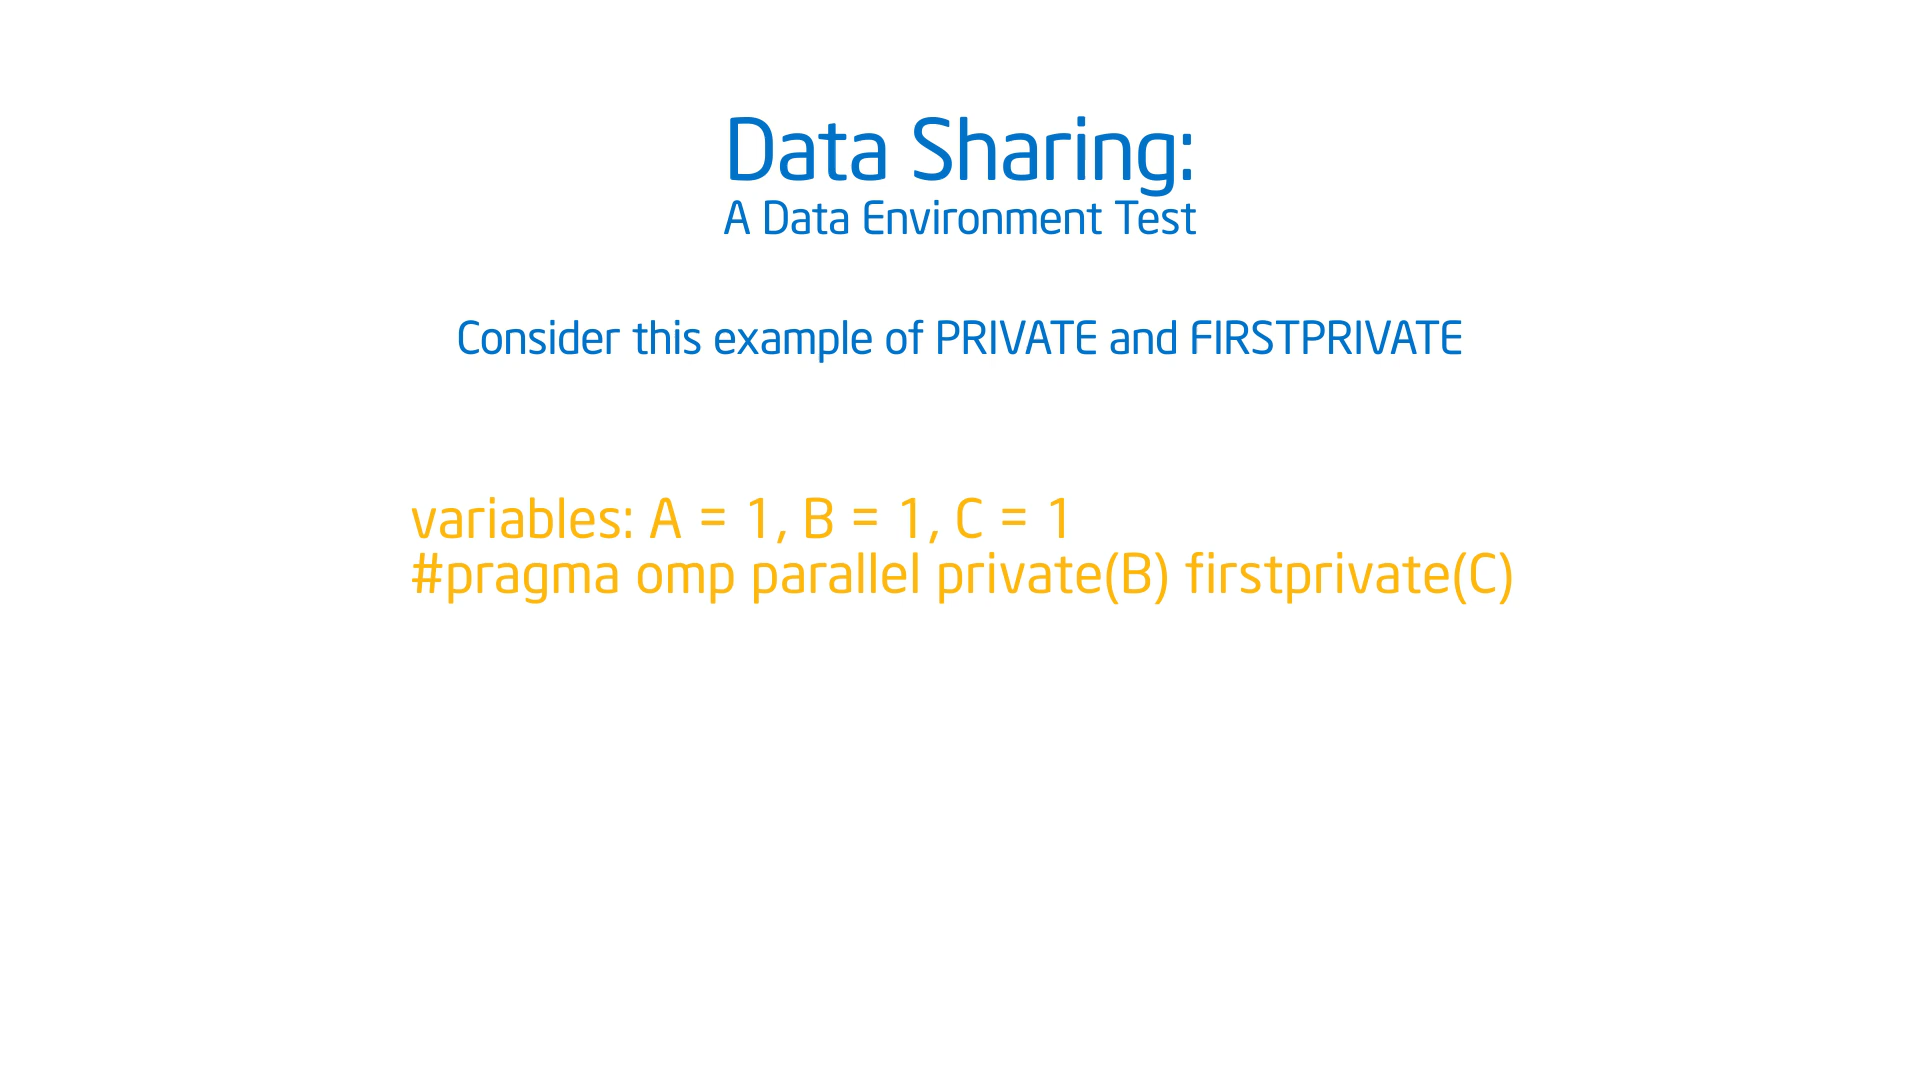 Data Sharing:
A Data Environment Test
Consider this example of PRIVATE and FIRSTPRIVATE
variables: A = 1, B = 1, C = 1
#pragma omp parallel private(B) firstprivate(C)